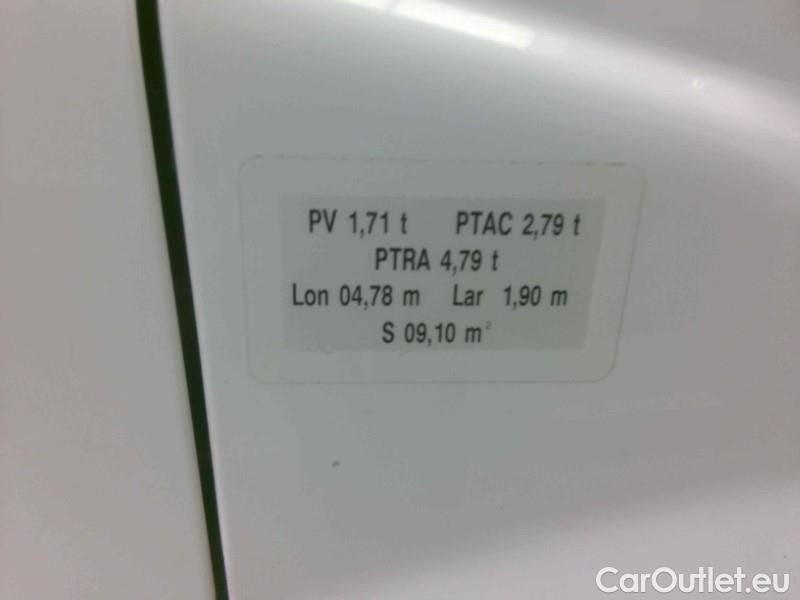 PV 1,71 t PTAC 2,79 t
PTRA 4,79 t
Lon 04,78 m Lar 1,90 m
S 09,10 m²
CarOutlet.eu